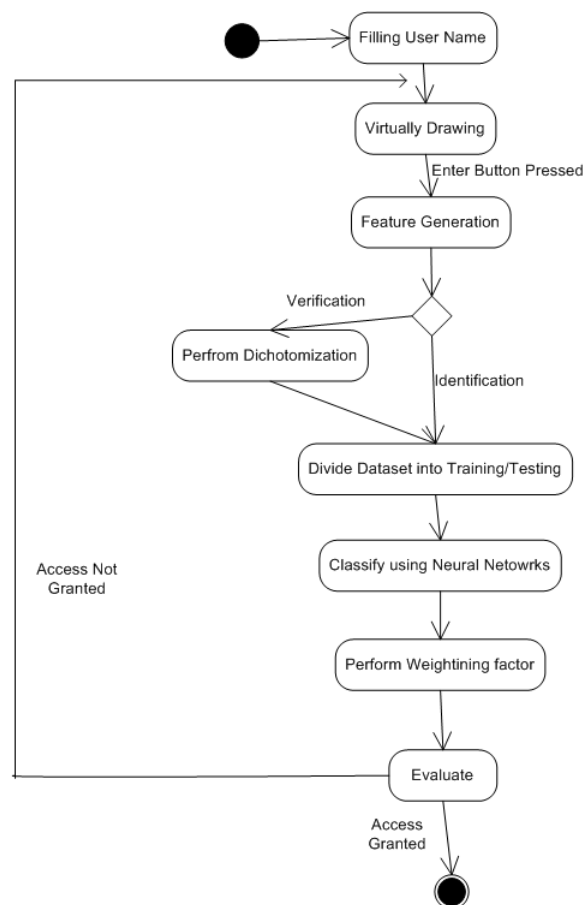 Filling User Name
Virtually Drawing
Enter Button Pressed
Feature Generation
Verification
Perfrom Dichotomization
Identification
Divide Dataset into Training/Testing
Classify using Neural Netowrks
Access Not
Granted
Perform Weightining factor
Evaluate
Access
Granted